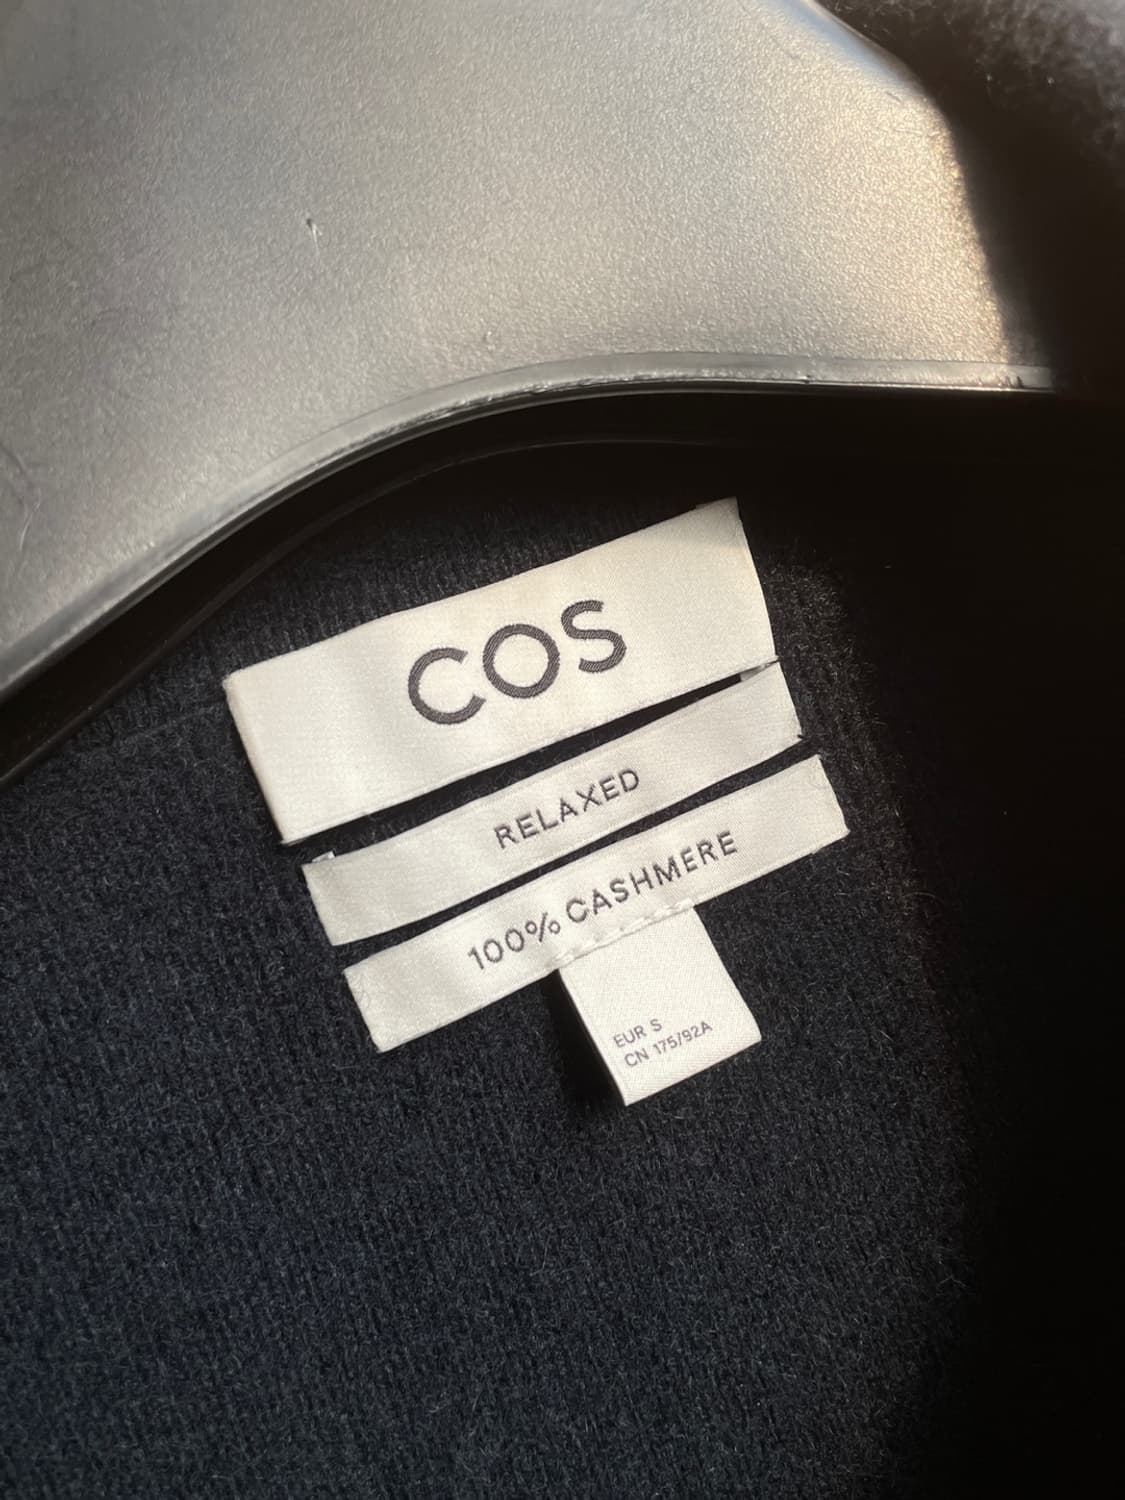 COS
RELAXED
100% CASHMERE
EUR S
CN 175/92A